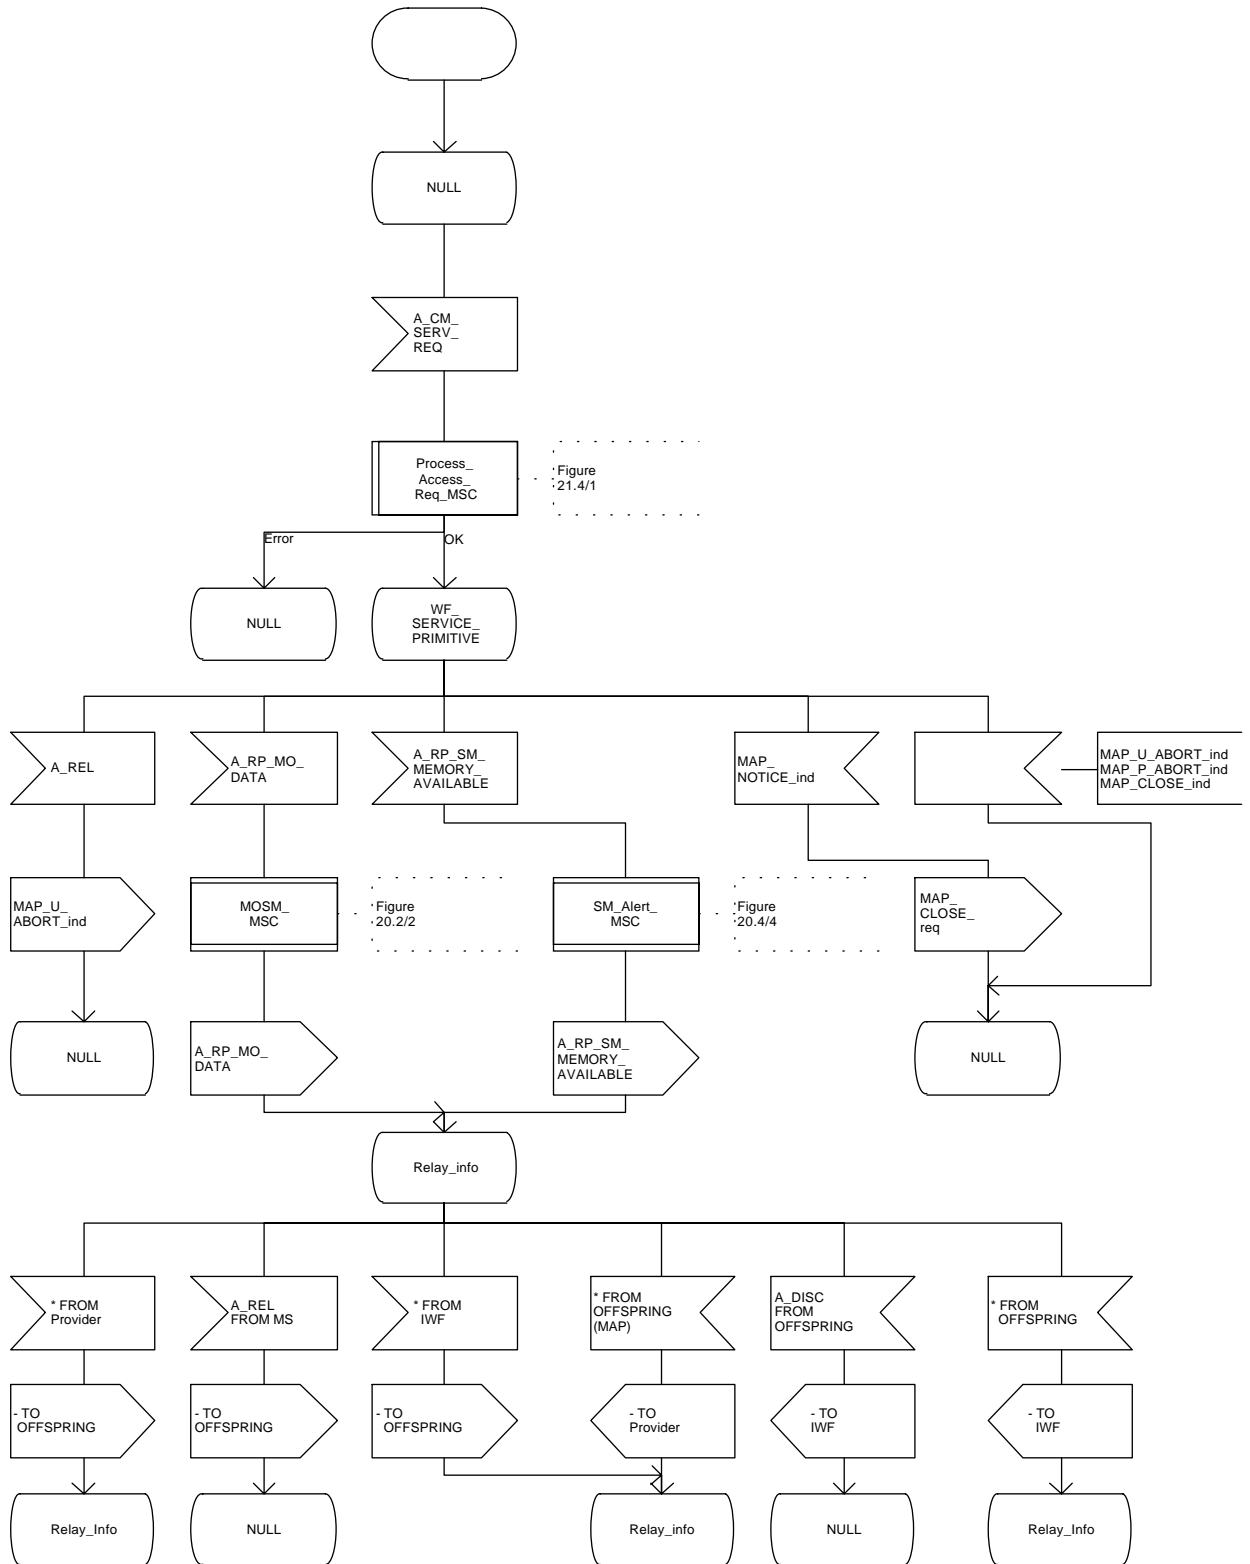 NULL
A_CM_
SERV_
REQ
Process_
Access_
Req_MSC
Figure
21.4/1
Error
OK
NULL
WF_
SERVICE_
PRIMITIVE
A_REL
A_RP_MO_
DATA
A_RP_SM_
MEMORY_
AVAILABLE
MAP_
NOTICE_ind
MAP_U_ABORT_ind
MAP_P_ABORT_ind
MAP_CLOSE_ind
MAP_U_
ABORT_ind
MOSM_
MSC
Figure
20.2/2
SM_Alert_
MSC
Figure
20.4/4
MAP_
CLOSE_
req
NULL
A_RP_MO_
DATA
A_RP_SM_
MEMORY_
AVAILABLE
NULL
Relay_info
* FROM
Provider
A_REL
FROM MS
* FROM
IWF
* FROM
OFFSPRING
(MAP)
A_DISC
FROM
OFFSPRING
* FROM
OFFSPRING
- TO
OFFSPRING
- TO
OFFSPRING
- TO
OFFSPRING
- TO
Provider
- TO
IWF
- TO
IWF
Relay_Info
NULL
Relay_info
NULL
Relay_Info